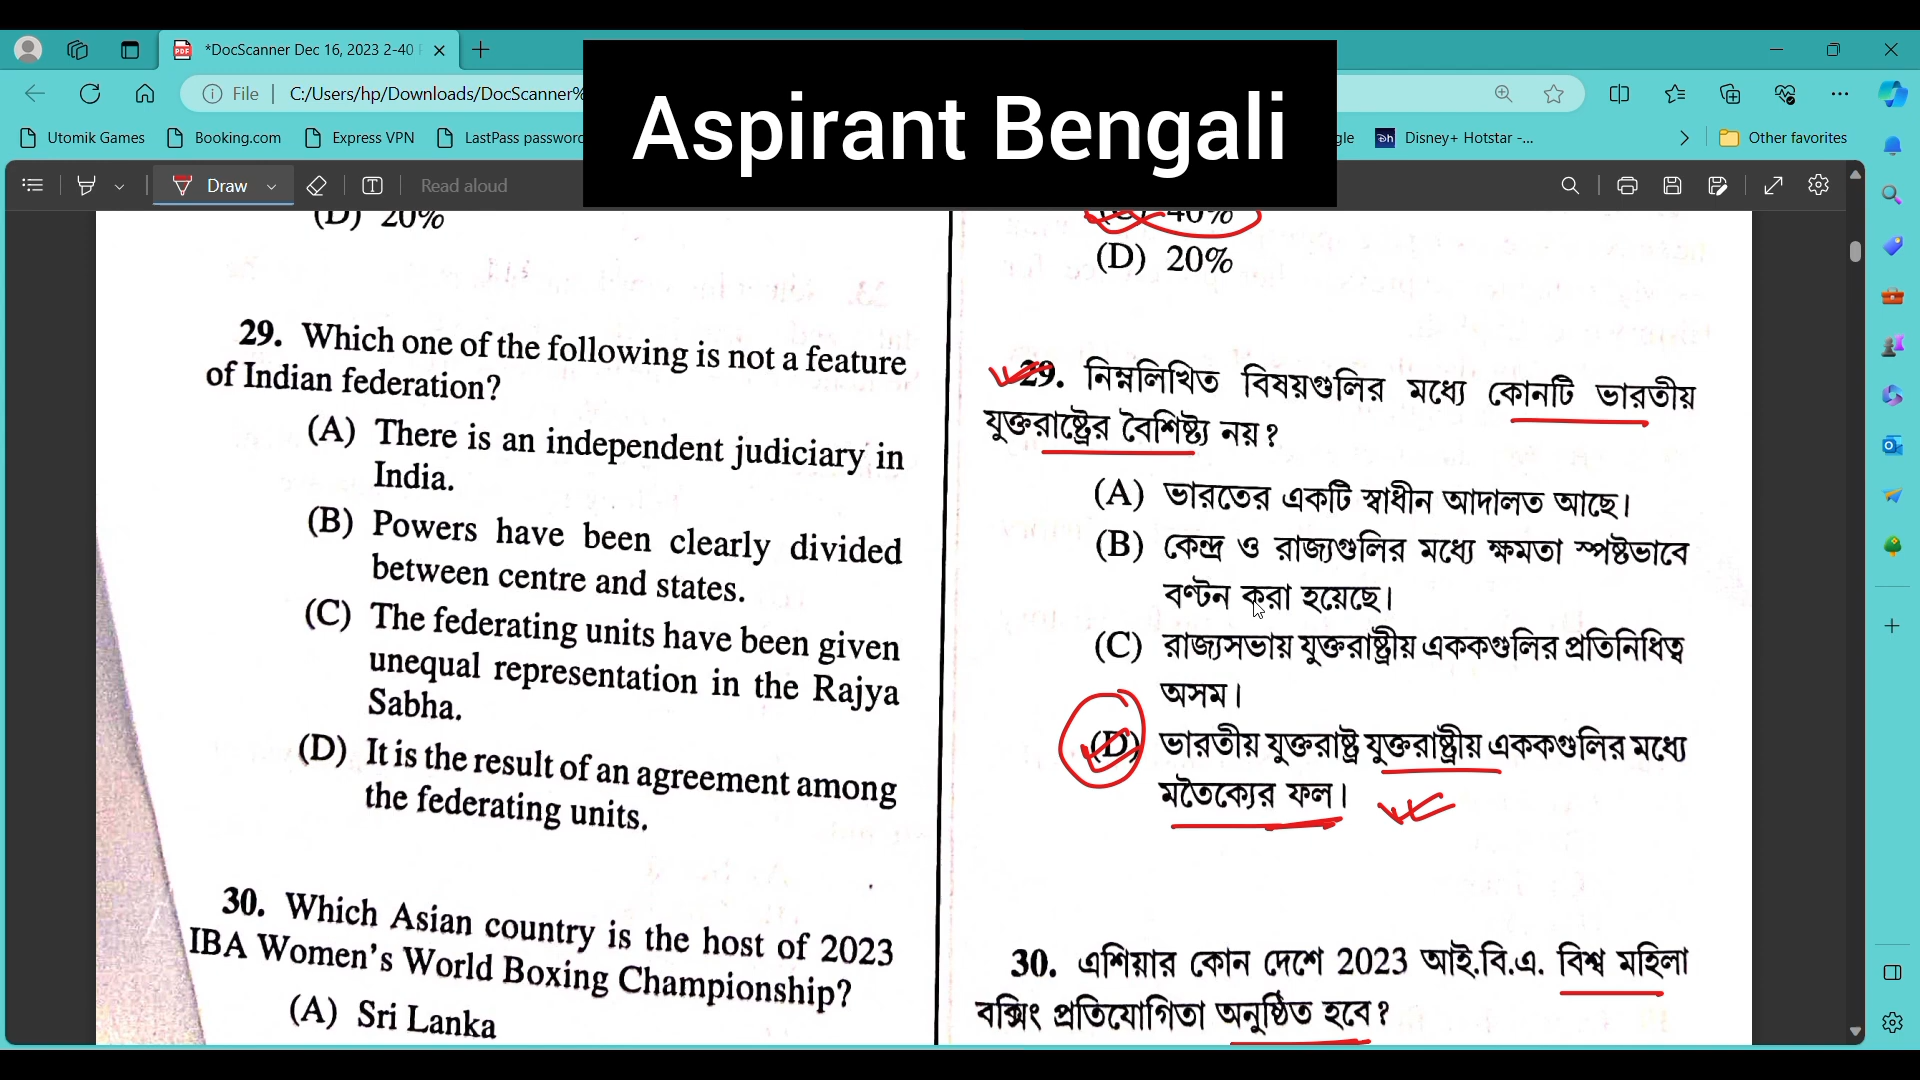 *DocScanner Dec 16, 2023 2-40
File
C:/Users/hp/Downloads/DocScanner%
Aspirant Bengali
Utomik Games
Booking.com
Express VPN
LastPass password
Disney+ Hotstar -...
Other favorites
Draw
Read aloud
(D) 20%
29. Which one of the following is not a feature
of Indian federation?
(A) There is an independent judiciary in
India.
(B) Powers have been clearly divided
between centre and states.
(C) The federating units have been given
unequal representation in the Rajya
Sabha.
(D) It is the result of an agreement among
the federating units.
30. Which Asian country is the host of 2023
IBA Women's World Boxing Championship?
(A) Sri Lanka
40%
(D) 20%
29. নিম্নলিখিত বিষয়গুলির মধ্যে কোনটি ভারতীয়
যুক্তরাষ্ট্রের বৈশিষ্ট্য নয়?
(A) ভারতের একটি স্বাধীন আদালত আছে।
(B) কেন্দ্র ও রাজ্যগুলির মধ্যে ক্ষমতা স্পষ্টভাবে
বণ্টন করা হয়েছে।
(C) রাজ্যসভায় যুক্তরাষ্ট্রীয় এককগুলির প্রতিনিধিত্ব
অসম।
(D) ভারতীয় যুক্তরাষ্ট্র যুক্তরাষ্ট্রীয় এককগুলির মধ্যে
মতৈক্যের ফল।
30. এশিয়ার কোন দেশে 2023 আই.বি.এ. বিশ্ব মহিলা
বক্সিং প্রতিযোগিতা অনুষ্ঠিত হবে?